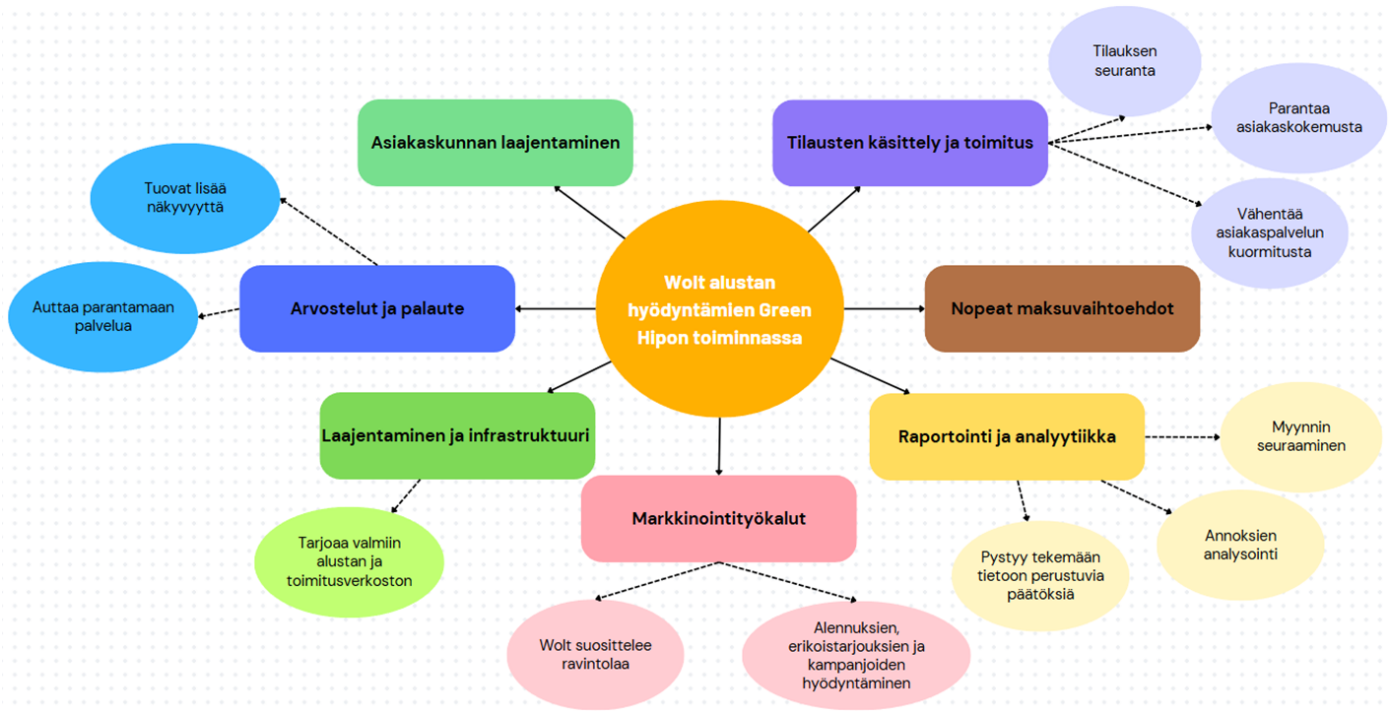 Tilauksen
seuranta
Parantaa
asiakaskokemusta
Asiakaskunnan laajentaminen
Tilausten käsittely ja toimitus
Tuovat lisää
näkyvyyttä
Vähentää
asiakaspalvelun
kuormitusta
Wolt alustan
hyödyntämien Green
Hipon toiminnassa
Auttaa parantamaan
palvelua
Arvostelut ja palaute
Nopeat maksuvaihtoehdot
Laajentaminen ja infrastruktuuri
Raportointi ja analyytiikka
Myynnin
seuraaminen
Markkinointityökalut
Tarjoaa valmiin
alustan ja
toimitusverkoston
Pystyy tekemään
tietoon perustuvia
päätöksiä
Annoksien
analysointi
Wolt suosittelee
ravintolaa
Alennuksien,
erikoistarjouksien ja
kampanjoiden
hyödyntäminen